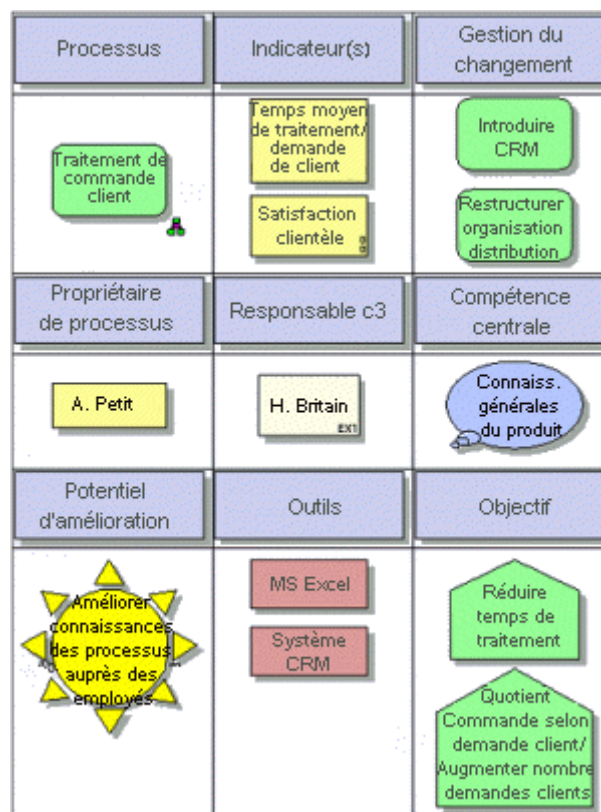 Processus
Indicateur(s)
Gestion du
changement
Traitement de
commande
client
Temps moyen
de traitement/
demande
de client
Satisfaction
clientèle
Introduire
CRM
Restructurer
organisation
distribution
Propriétaire
de processus
Responsable c3
Compétence
centrale
A. Petit
H. Britain
EX1
Connaiss.
générales
du produit
Potentiel
d'amélioration
Outils
Objectif
Améliorer
connaissances
des processus
auprès des
employés
MS Excel
Système
CRM
Réduire
temps de
traitement
Quotient
Commande selon
demande client/
Augmenter nombre
demandes clients